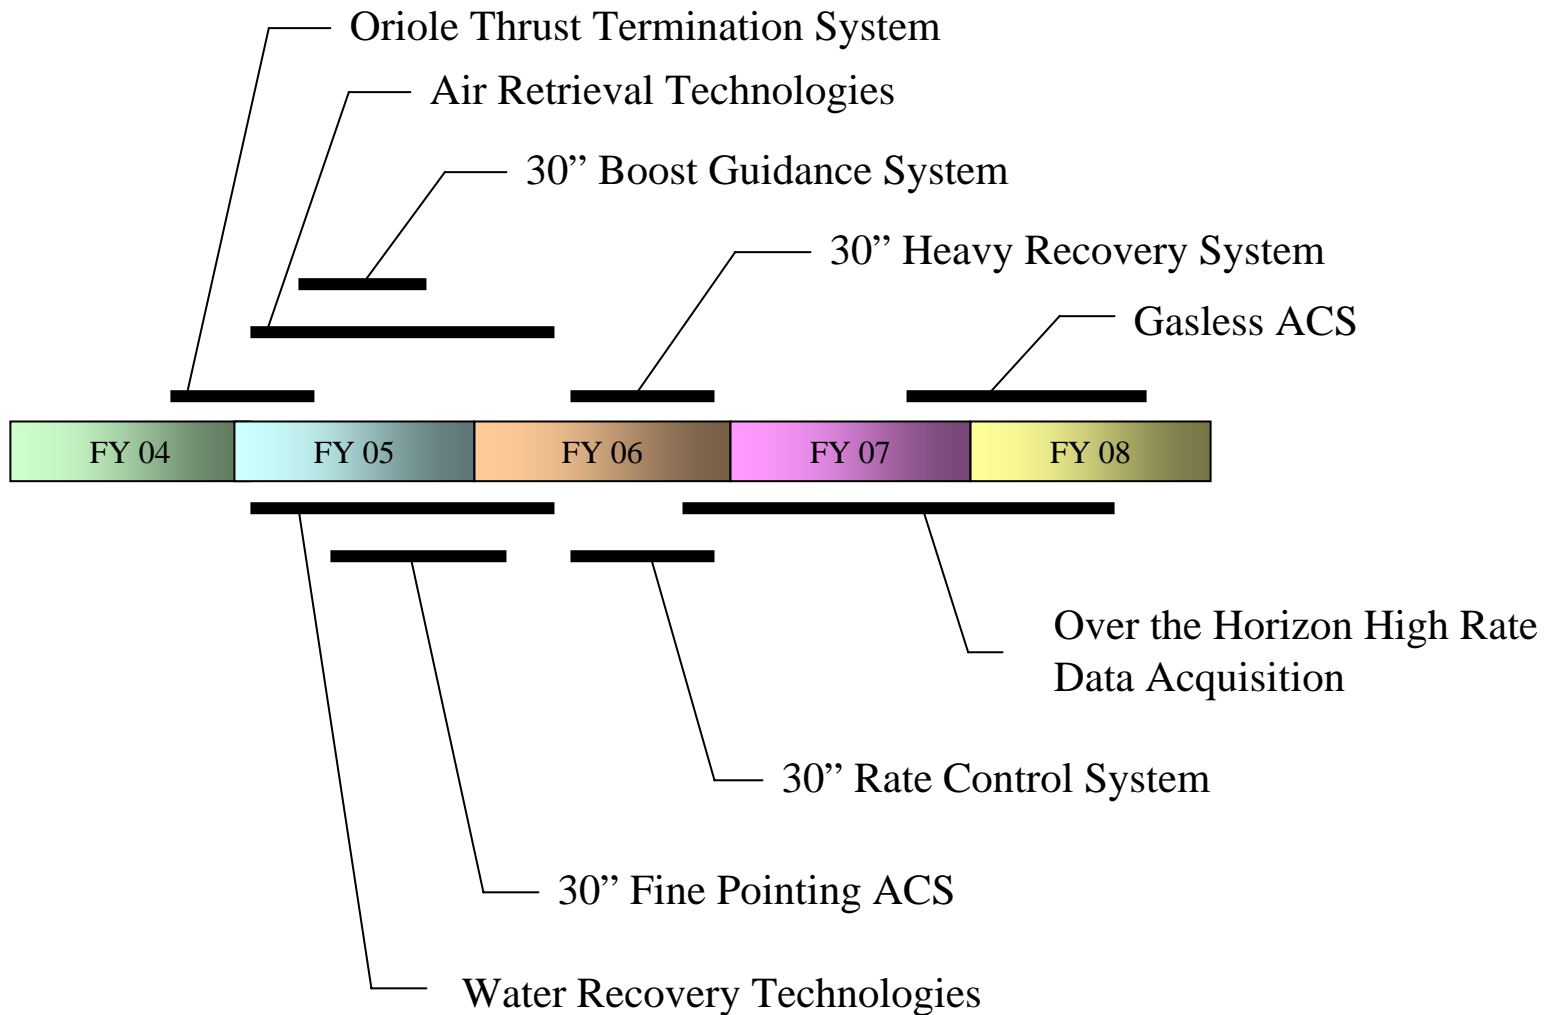 Oriole Thrust Termination System
Air Retrieval Technologies
30” Boost Guidance System
30” Heavy Recovery System
Gasless ACS
FY 04
FY 05
FY 06
FY 07
FY 08
Over the Horizon High Rate
Data Acquisition
30” Rate Control System
30” Fine Pointing ACS
Water Recovery Technologies